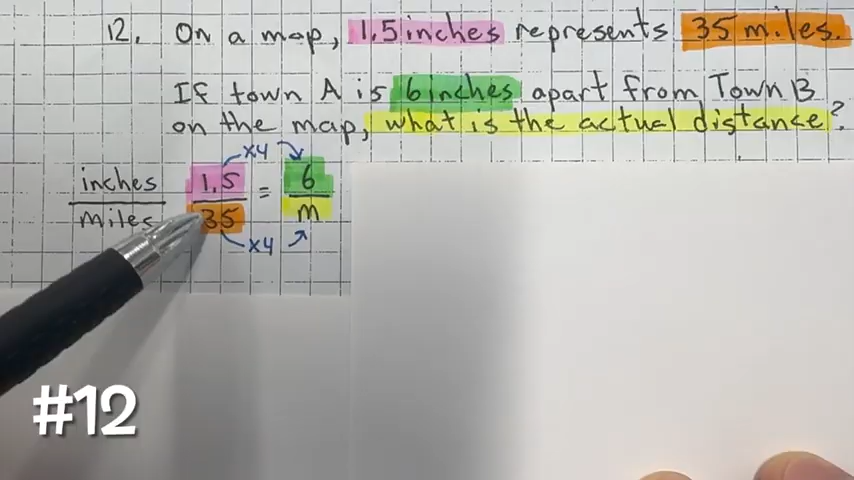 12. On a map, 1.5 inches represents 35 miles.
If town A is 6 inches apart from Town B
on the map, what is the actual distance?
x4
inches 1.5 = 6
miles 35 m
x4
#12